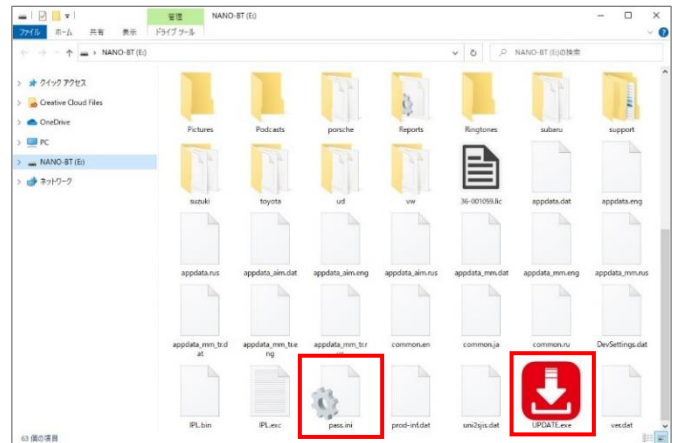 管理
NANO-BT (E:)
ファイル ホーム 共有 表示 ドライブ ツール
NANO-BT (E:)
NANO-BT (E:)の検索
クイック アクセス
Creative Cloud Files
OneDrive
PC
NANO-BT (E:)
ネットワーク
Pictures Podcasts porsche Reports Ringtones subaru support
suzuki toyota ud vw 36-001059.lic appdata.dat appdata.eng
appdata.rus appdata_aim.dat appdata_aim.eng appdata_aim.rus appdata_mm.dat appdata_mm.eng appdata_mm.rus
appdata_mm_tr.d appdata_mm_tr.e appdata_mm_tr.r common.en common.ja common.ru DevSettings.dat
at ng us
IPL.bin IPL.exc pass.ini prod-inf.dat uni2sjis.dat UPDATE.exe ver.dat
63 個の項目